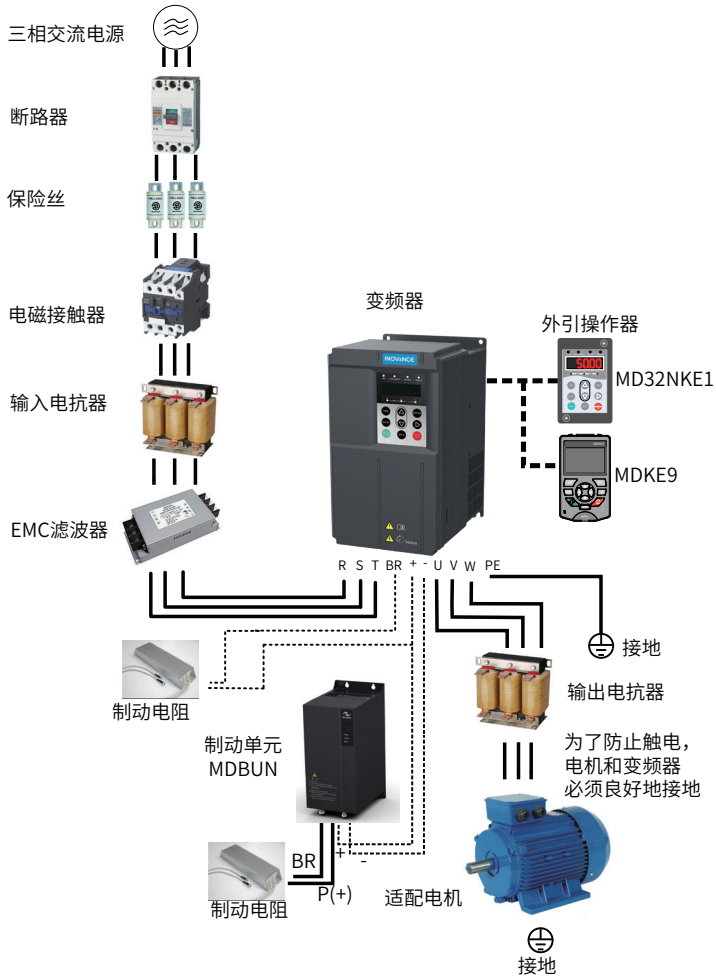 三相交流电源
断路器
保险丝
电磁接触器
输入电抗器
EMC滤波器
变频器
INOVANCE
外引操作器
50.00
MD32NKE1
MDKE9
R S T BR + - U V W PE
接地
制动电阻
输出电抗器
制动单元
MDBUN
为了防止触电，
电机和变频器
必须良好地接地
BR
+
-
P(+)
制动电阻
适配电机
接地